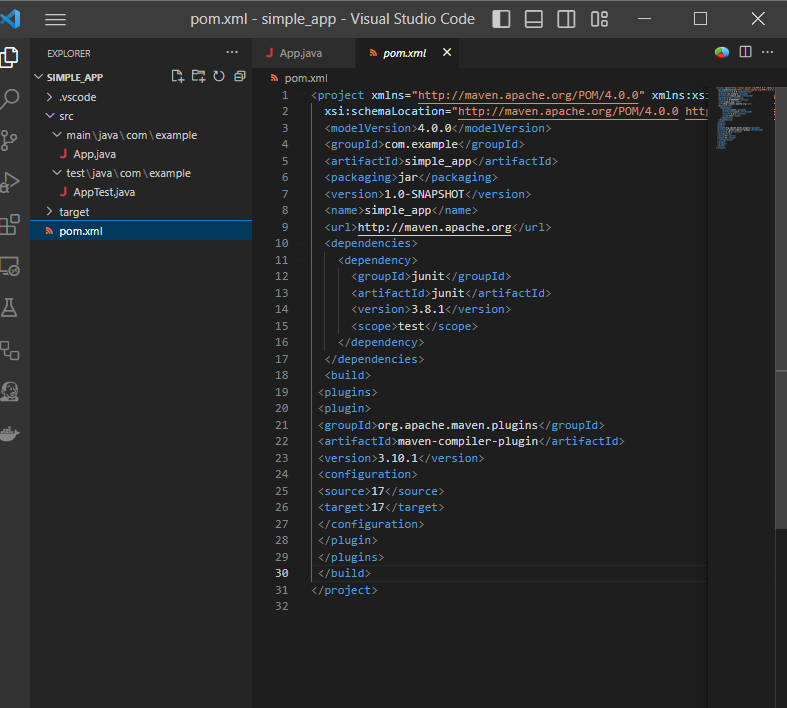 pom.xml - simple_app - Visual Studio Code
EXPLORER
App.java
pom.xml
SIMPLE_APP
pom.xml
.vscode
src
main\java\com\example
App.java
test\java\com\example
AppTest.java
target
pom.xml
1 <project xmlns="http://maven.apache.org/POM/4.0.0" xmlns:xsi
2 xsi:schemaLocation="http://maven.apache.org/POM/4.0.0 http
3 <modelVersion>4.0.0</modelVersion>
4 <groupId>com.example</groupId>
5 <artifactId>simple_app</artifactId>
6 <packaging>jar</packaging>
7 <version>1.0-SNAPSHOT</version>
8 <name>simple_app</name>
9 <url>http://maven.apache.org</url>
10 <dependencies>
11 <dependency>
12 <groupId>junit</groupId>
13 <artifactId>junit</artifactId>
14 <version>3.8.1</version>
15 <scope>test</scope>
16 </dependency>
17 </dependencies>
18 <build>
19 <plugins>
20 <plugin>
21 <groupId>org.apache.maven.plugins</groupId>
22 <artifactId>maven-compiler-plugin</artifactId>
23 <version>3.10.1</version>
24 <configuration>
25 <source>17</source>
26 <target>17</target>
27 </configuration>
28 </plugin>
29 </plugins>
30 </build>
31 </project>
32